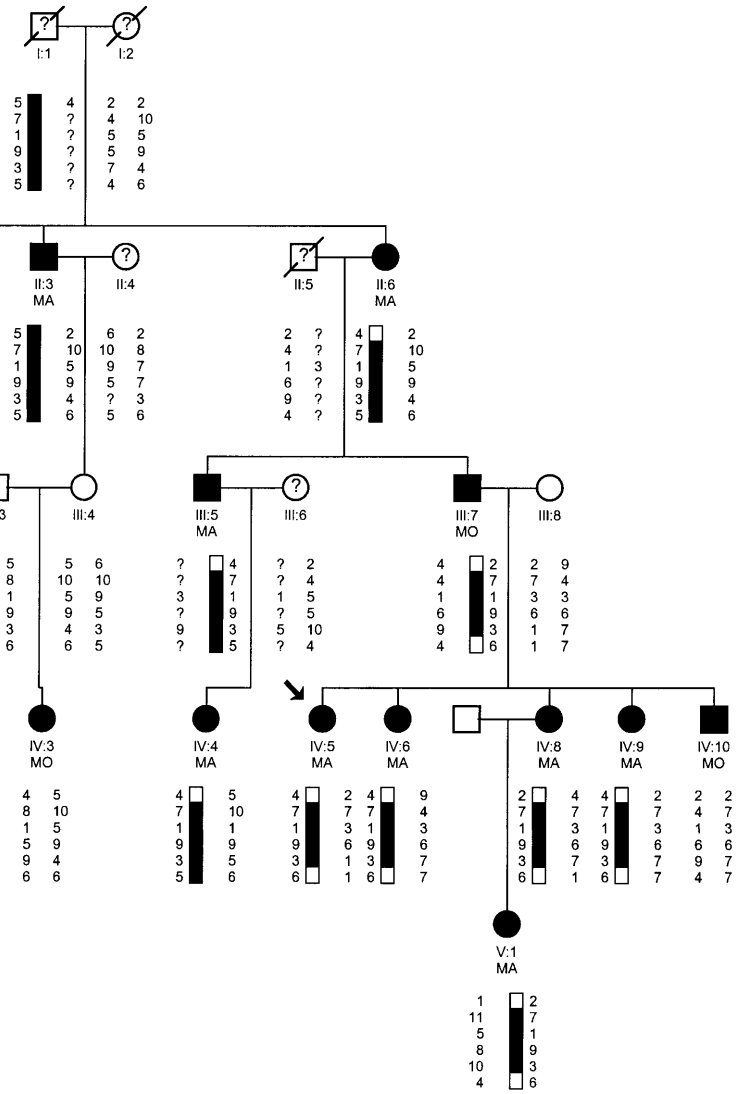 ? ?
I:1 I:2
5 4 2 2
7 ? 4 10
1 ? 5 5
9 ? 5 9
3 ? 7 4
5 ? 4 6
? ?
II:3 II:4 II:5 II:6
MA MA
5 2 6 2 2 ? 4 2
7 10 10 8 4 ? 7 10
1 5 9 7 1 3 1 5
9 9 5 7 6 ? 9 9
3 4 ? 3 9 ? 3 4
5 6 5 6 4 ? 5 6
?
3 III:4 III:5 III:6 III:7 III:8
MA MO
5 5 6 ? 4 ? 2 4 2 2 9
8 10 10 ? 7 ? 4 4 7 7 4
1 5 9 3 1 1 5 1 1 3 3
9 9 5 ? 9 ? 5 6 9 6 6
3 4 3 9 3 5 10 9 3 1 7
6 6 5 ? 5 ? 4 4 6 1 7
IV:3 IV:4 IV:5 IV:6 IV:8 IV:9 IV:10
MO MA MA MA MA MA MO
4 5 4 5 4 2 4 9 2 4 4 2 2 2
8 10 7 10 7 7 7 4 7 7 7 7 4 7
1 5 1 1 1 3 1 3 1 3 1 3 1 3
5 9 9 9 9 6 9 6 9 6 9 6 6 6
9 4 3 5 3 1 3 7 3 7 3 7 9 7
6 6 5 6 6 1 6 7 6 1 6 7 4 7
V:1
MA
1 2
11 7
5 1
8 9
10 3
4 6